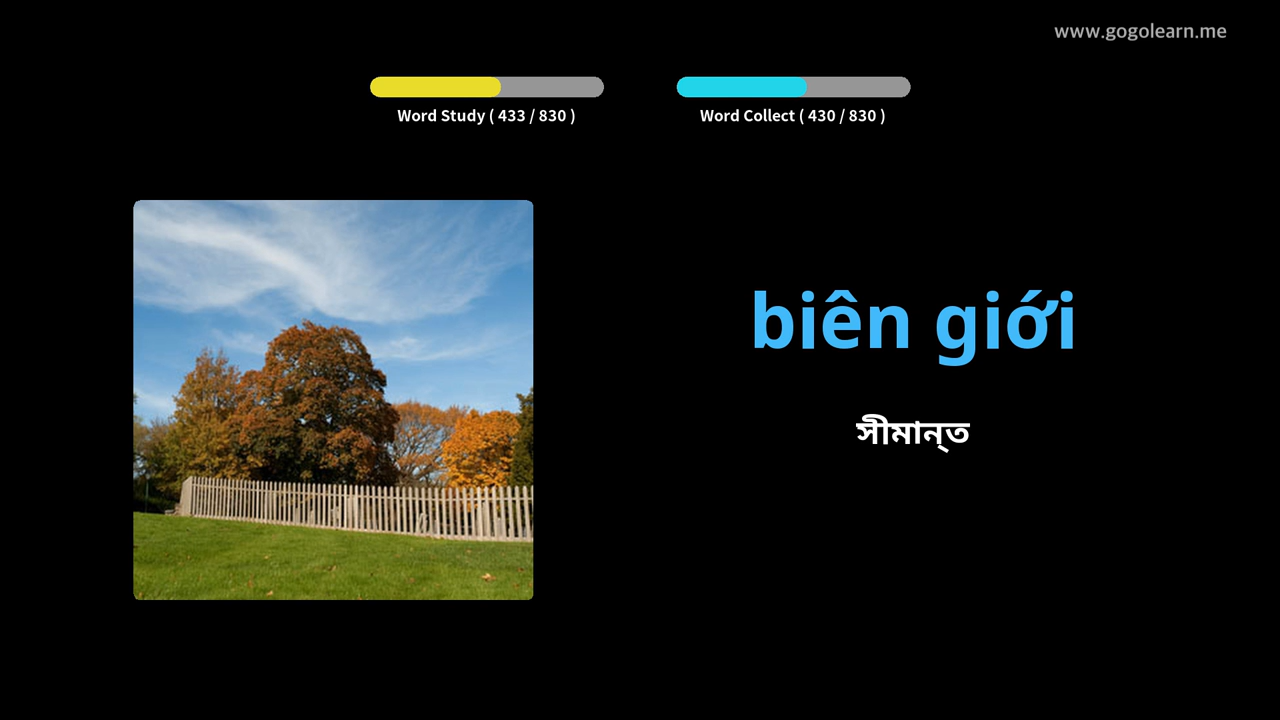 www.gogolearn.me
Word Study ( 433 / 830 )
Word Collect ( 430 / 830 )
biên giới
সীমান্ত